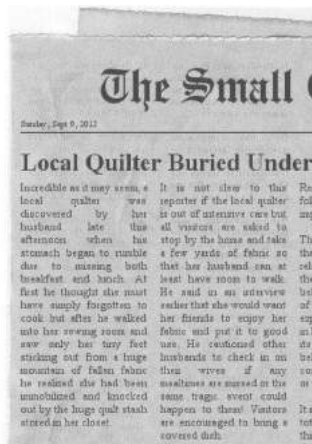 The Small
Sunday, Sept 9, 2012
Local Quilter Buried Under
Incredible as it may seem, a
local quilter was
discovered by her
husband late this
afternoon when his
stomach began to rumble
due to missing both
breakfast and lunch. At
first he thought she must
have simply forgotten to
cook but after he walked
into her sewing room and
saw only her tiny feet
sticking out from a huge
mountain of fallen fabric
he realized she had been
immobilized and knocked
out by the huge quilt stash
stored in her closet.
It is not clear to this
reporter if the local quilter
is out of intensive care but
all visitors are asked to
stop by the home and take
a few yards of fabric so
that her husband can at
least have room to walk.
He said in an interview
earlier that she would want
her friends to enjoy her
fabric and put it to good
use. He cautioned other
husbands to check in on
their wives if any
mealtimes are missed or the
same tragic event could
happen to them! Visitors
are encouraged to bring a
covered dish.